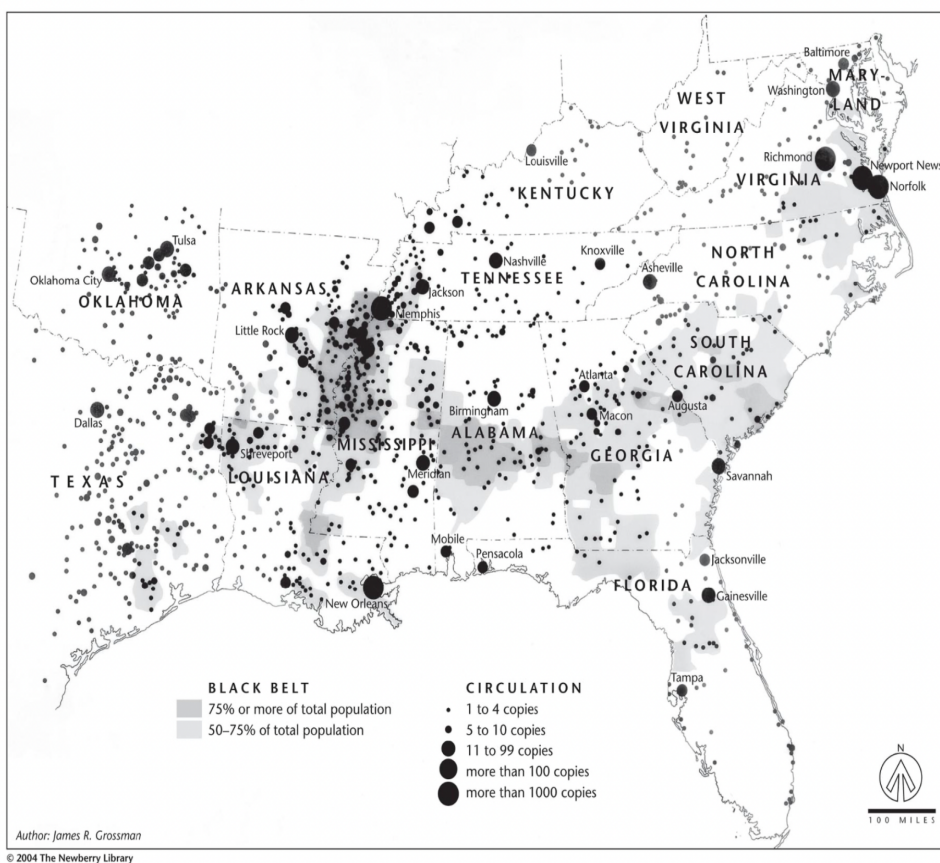 Baltimore
MARY-
LAND
Washington
WEST
VIRGINIA
Richmond
Louisville
Newport News
VIRGINIA
Norfolk
KENTUCKY
Tulsa
Nashville
Knoxville
NORTH
CAROLINA
Oklahoma City
OKLAHOMA
ARKANSAS
Jackson
TENNESSEE
Asheville
Memphis
Little Rock
SOUTH
CAROLINA
Atlanta
Dallas
Birmingham
Macon
Augusta
ALABAMA
MISSISSIPPI
Shreveport
GEORGIA
TEXAS
LOUISIANA
Meridian
Savannah
Mobile
Pensacola
Jacksonville
FLORIDA
Gainesville
New Orleans
Tampa
BLACK BELT
75% or more of total population
50–75% of total population
CIRCULATION
1 to 4 copies
5 to 10 copies
11 to 99 copies
more than 100 copies
more than 1000 copies
N
100 MILES
Author: James R. Grossman
© 2004 The Newberry Library